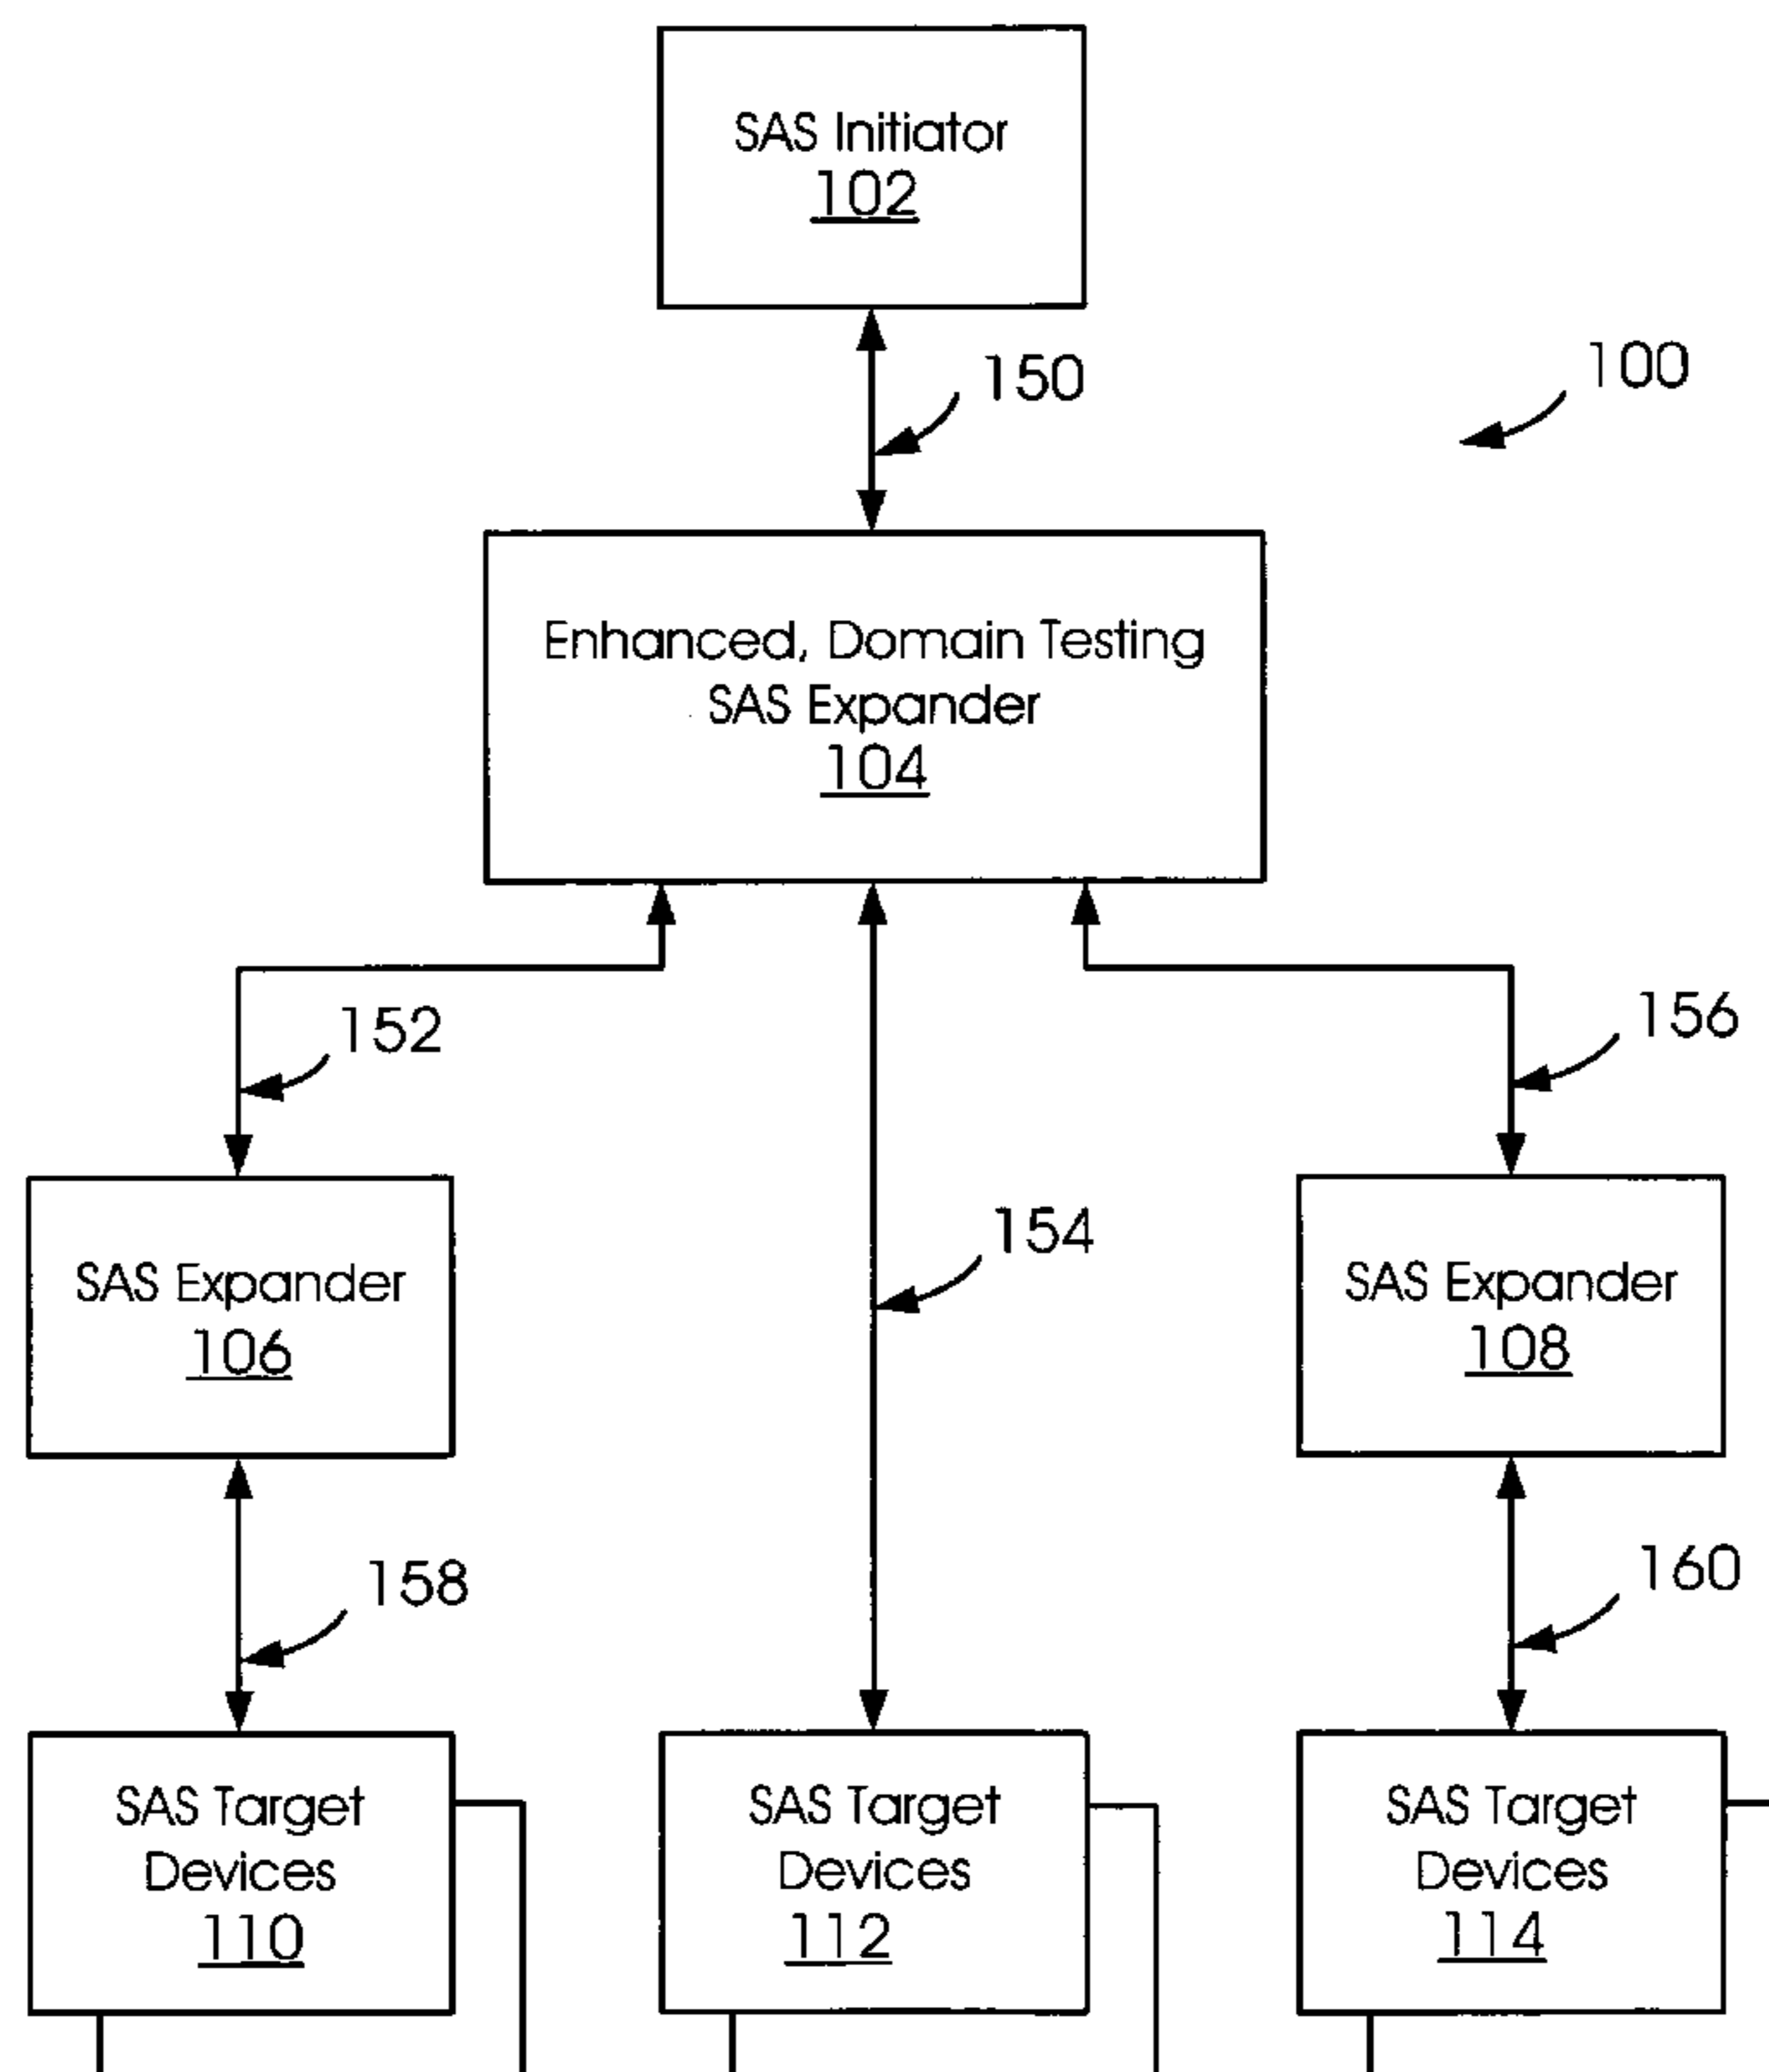 SAS Initiator
102
150
100
Enhanced, Domain Testing
SAS Expander
104
152
156
SAS Expander
106
154
SAS Expander
108
158
160
SAS Target
Devices
110
SAS Target
Devices
112
SAS Target
Devices
114